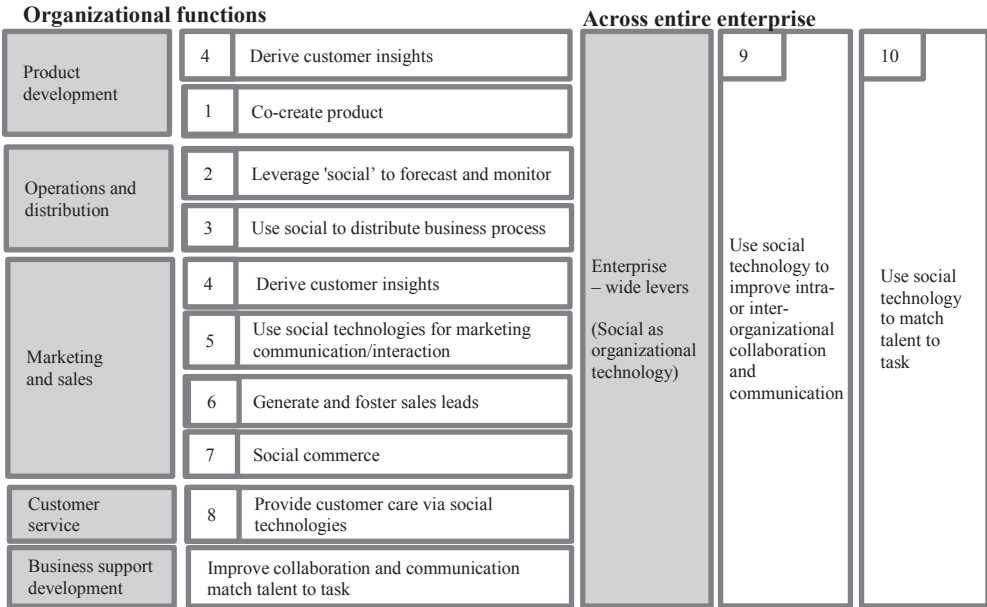 Organizational functions
Across entire enterprise
Product
development
4
Derive customer insights
1
Co-create product
Operations and
distribution
2
Leverage 'social’ to forecast and monitor
3
Use social to distribute business process
Marketing
and sales
4
Derive customer insights
5
Use social technologies for marketing
communication/interaction
6
Generate and foster sales leads
7
Social commerce
Customer
service
8
Provide customer care via social
technologies
Business support
development
Improve collaboration and communication
match talent to task
Enterprise
– wide levers
(Social as
organizational
technology)
9
Use social
technology to
improve intra-
or inter-
organizational
collaboration
and
communication
10
Use social
technology
to match
talent to
task